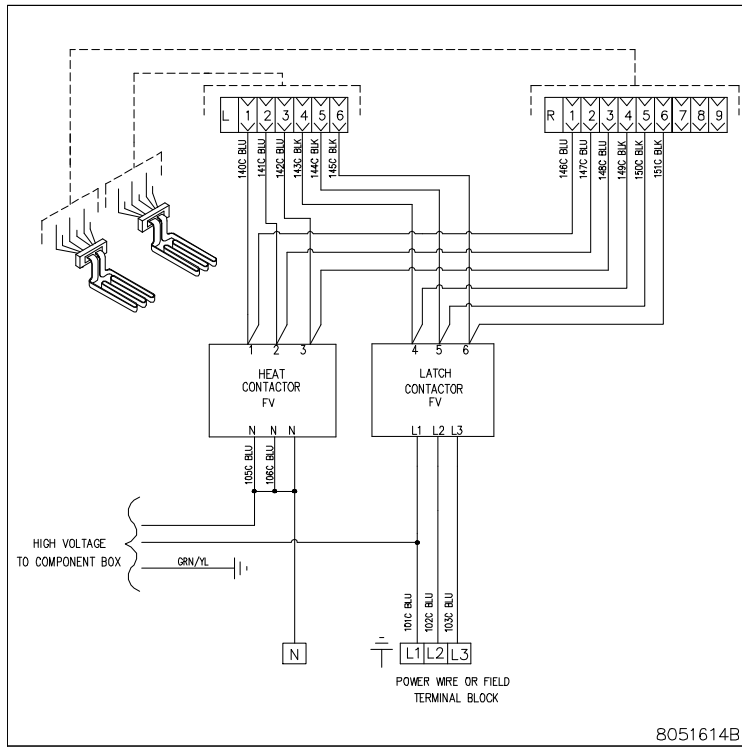 L 1 2 3 4 5 6
R 1 2 3 4 5 6 7 8 9
140C BLU
141C BLU
142C BLU
143C BLK
144C BLK
145C BLK
146C BLU
147C BLU
148C BLU
149C BLK
150C BLK
151C BLK
1 2 3
HEAT
CONTACTOR
FV
N N N
4 5 6
LATCH
CONTACTOR
FV
L1 L2 L3
105C BLU
106C BLU
HIGH VOLTAGE
TO COMPONENT BOX
GRN/YL
101C BLU
102C BLU
103C BLU
N
L1 L2 L3
POWER WIRE OR FIELD
TERMINAL BLOCK
8051614B